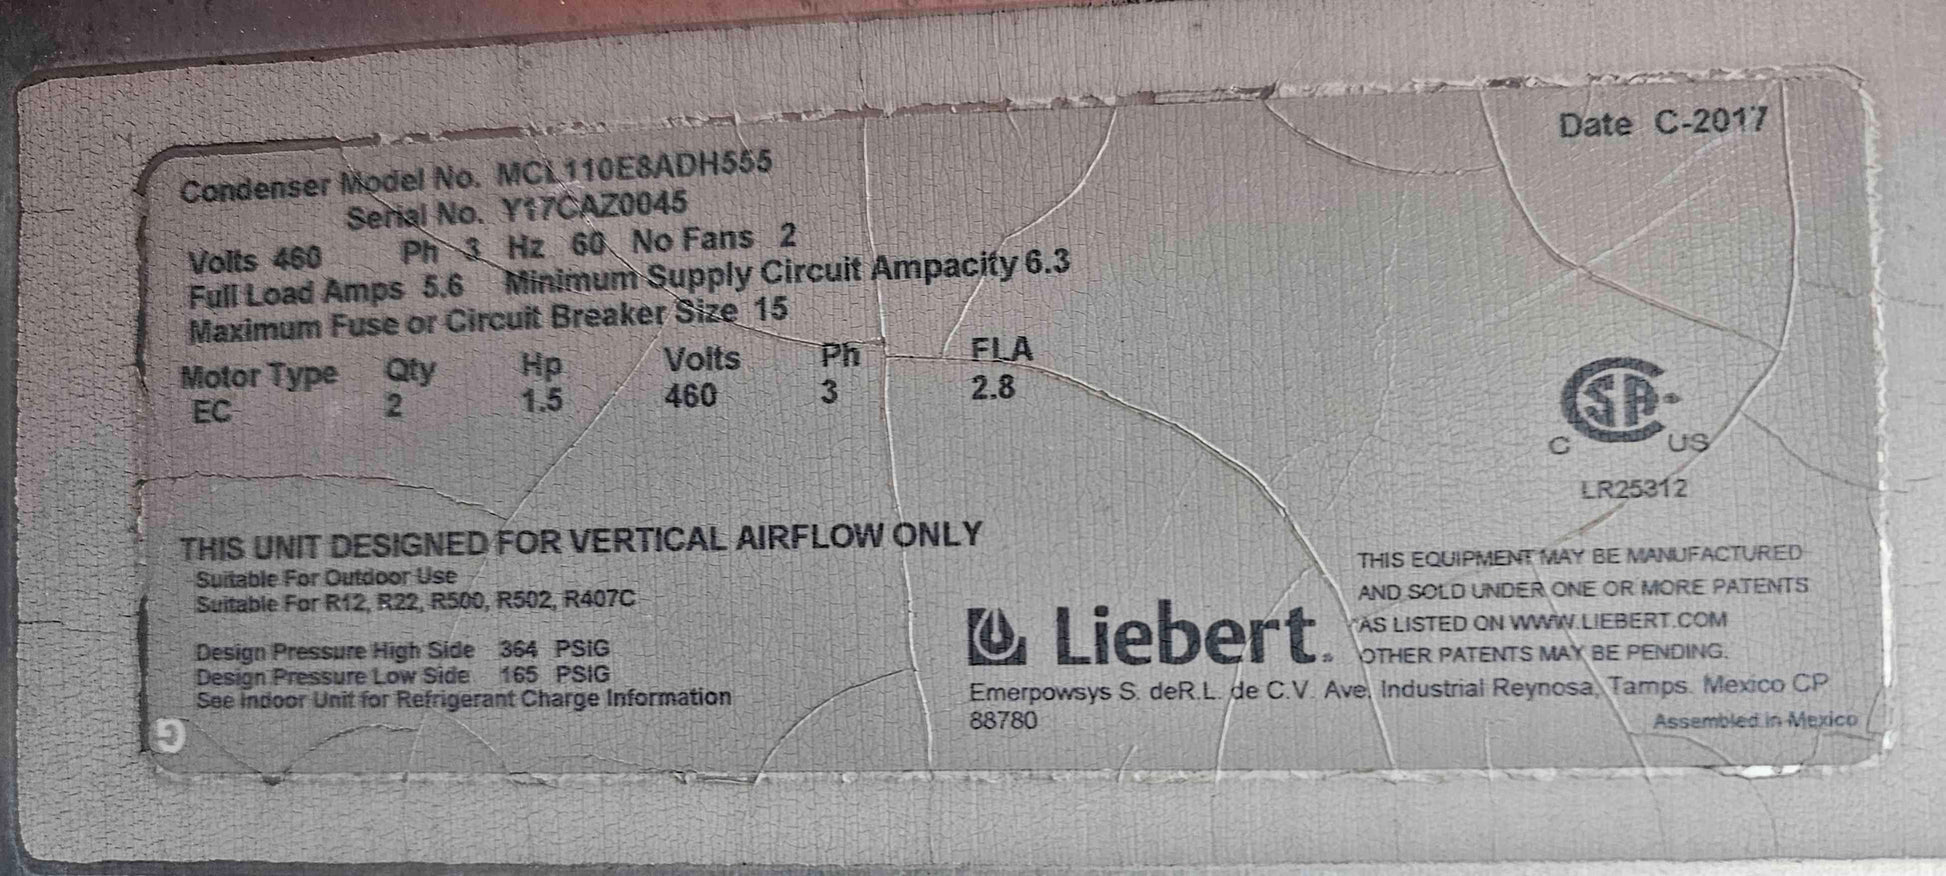 Date C-2017
Condenser Model No. MCL110E8ADH555
Serial No. Y17CAZ0045
Volts 460 Ph 3 Hz 60 No Fans 2
Full Load Amps 5.6 Minimum Supply Circuit Ampacity 6.3
Maximum Fuse or Circuit Breaker Size 15
Motor Type Qty Hp Volts Ph FLA
EC 2 1.5 460 3 2.8
CSA
C US
LR25312
THIS UNIT DESIGNED FOR VERTICAL AIRFLOW ONLY
Suitable For Outdoor Use
Suitable For R12, R22, R500, R502, R407C
Design Pressure High Side 364 PSIG
Design Pressure Low Side 165 PSIG
See Indoor Unit for Refrigerant Charge Information
G
THIS EQUIPMENT MAY BE MANUFACTURED
AND SOLD UNDER ONE OR MORE PATENTS
AS LISTED ON WWW.LIEBERT.COM
OTHER PATENTS MAY BE PENDING.
Liebert®
Emerpowsys S. deR.L. de C.V. Ave. Industrial Reynosa, Tamps. Mexico CP
88780
Assembled in Mexico